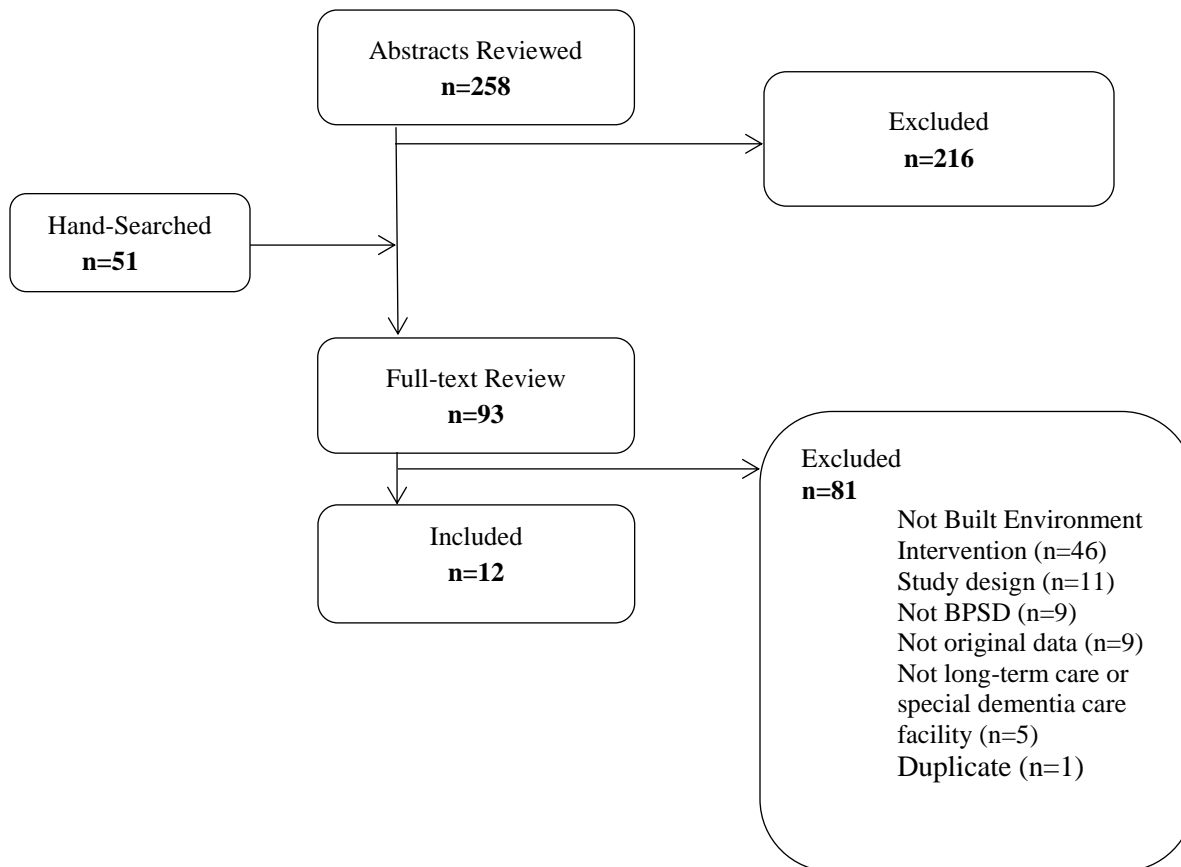 Abstracts Reviewed
n=258
Excluded
n=216
Hand-Searched
n=51
Full-text Review
n=93
Excluded
n=81
Not Built Environment
Intervention (n=46)
Study design (n=11)
Not BPSD (n=9)
Not original data (n=9)
Not long-term care or
special dementia care
facility (n=5)
Duplicate (n=1)
Included
n=12